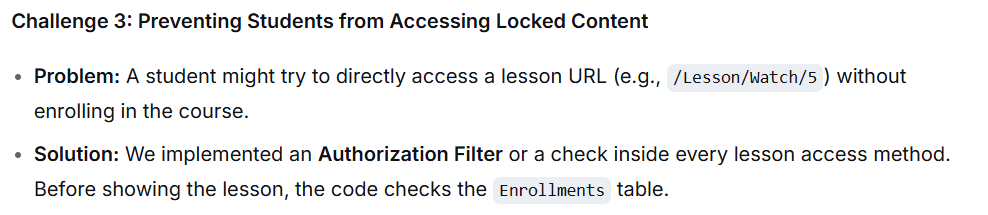 Challenge 3: Preventing Students from Accessing Locked Content
• Problem: A student might try to directly access a lesson URL (e.g., /Lesson/Watch/5) without
enrolling in the course.
• Solution: We implemented an Authorization Filter or a check inside every lesson access method.
Before showing the lesson, the code checks the Enrollments table.